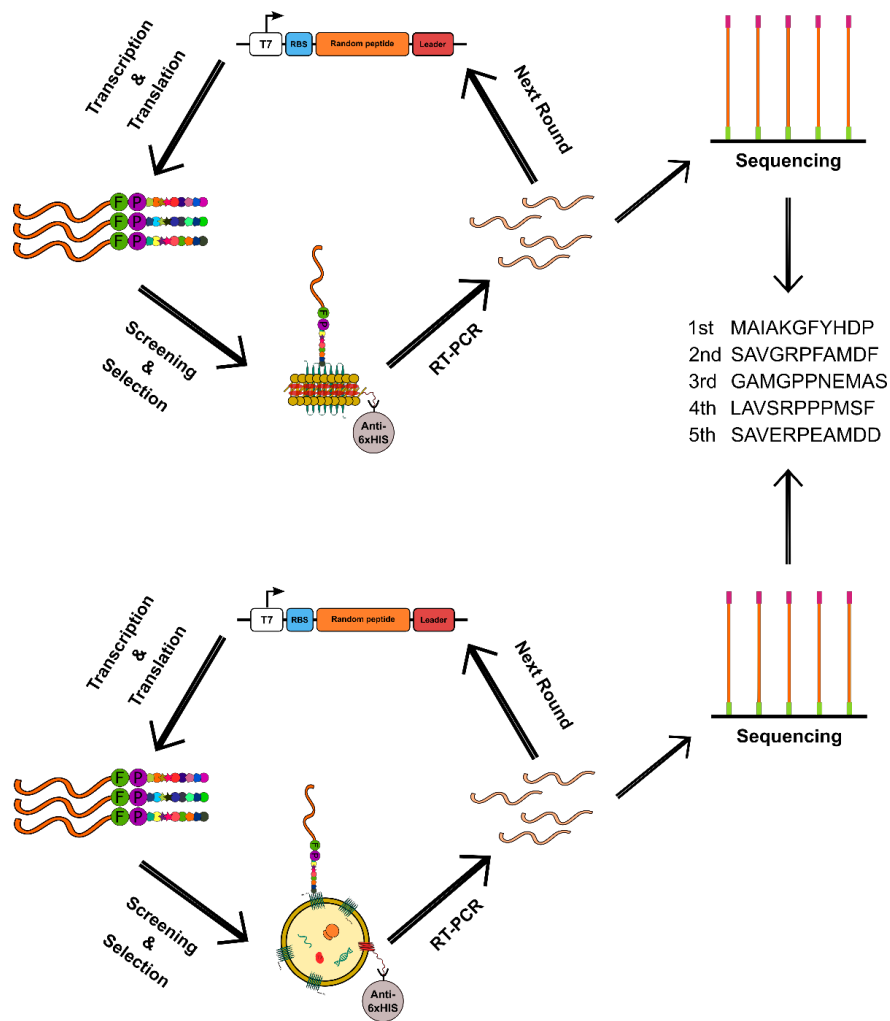 T7 RBS Random peptide Leader
Transcription
&
Translation
Next Round
Sequencing
F P
F P
F P
Screening
&
Selection
F
P
Anti-
6xHIS
RT-PCR
1st MAIAKGFYHDP
2nd SAVGRPFAMDF
3rd GAMGPPNEMAS
4th LAVSRPPPMSF
5th SAVERPEAMDD
T7 RBS Random peptide Leader
Transcription
&
Translation
Next Round
Sequencing
F P
F P
F P
Screening
&
Selection
F
P
Anti-
6xHIS
RT-PCR